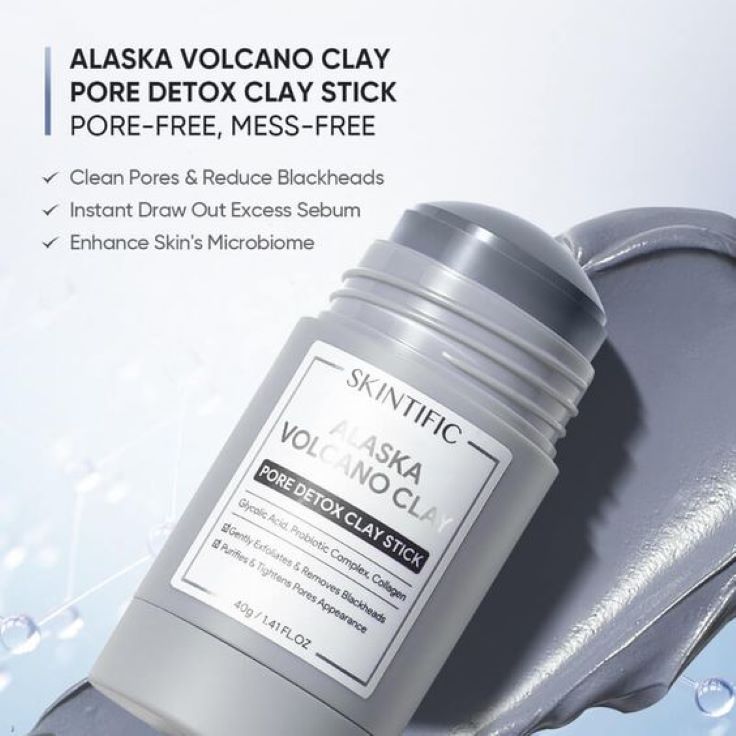 ALASKA VOLCANO CLAY
PORE DETOX CLAY STICK
PORE-FREE, MESS-FREE
Clean Pores & Reduce Blackheads
Instant Draw Out Excess Sebum
Enhance Skin's Microbiome
SKINTIFIC
ALASKA
VOLCANO CLAY
PORE DETOX CLAY STICK
Glycolic Acid, Probiotic Complex, Collagen
Gently Exfoliates & Removes Blackheads
Purifies & Tightens Pores Appearance
40g / 1.41 FL.OZ